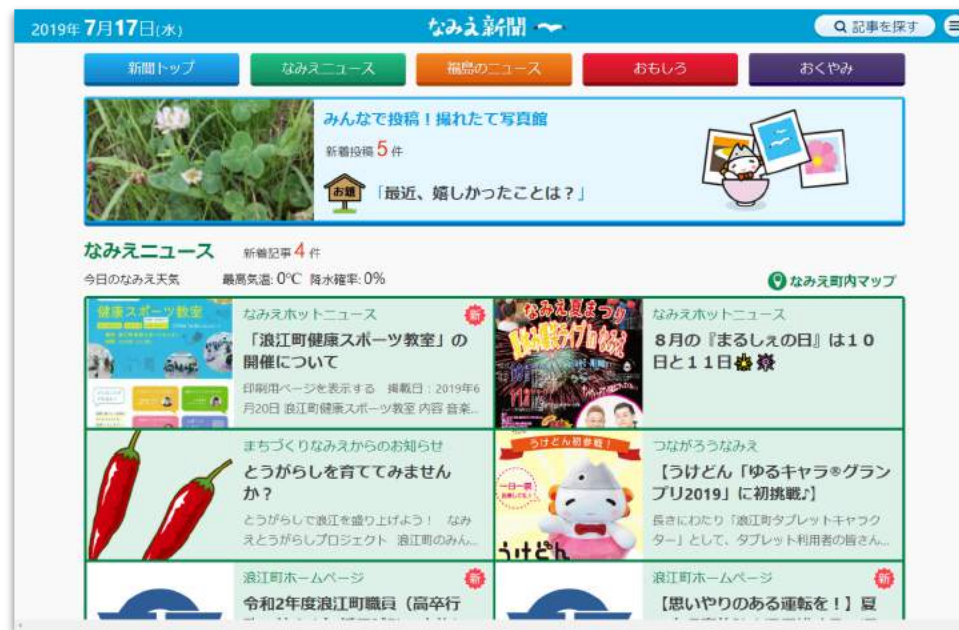 2019年 7月17日(水)
なみえ新聞
記事を探す
新聞トップ
なみえニュース
福島のニュース
おもしろ
おくやみ
みんなで投稿!撮れたて写真館
新着投稿 5 件
お題
「最近、嬉しかったことは?」
なみえニュース
新着記事 4 件
今日のなみえ天気 最高気温: 0℃ 降水確率: 0%
なみえ町内マップ
健康スポーツ教室
なみえホットニュース
新
「浪江町健康スポーツ教室」の
開催について
印刷用ページを表示する 掲載日:2019年6
月20日 浪江町健康スポーツ教室 内容 音楽...
なみえ夏まつり
なみえホットニュース
8月の『まるしぇの日』は10
日と11日
まちづくりなみえからのお知らせ
とうがらしを育ててみません
か?
とうがらしで浪江を盛り上げよう! なみ
えとうがらしプロジェクト 浪江町のみん...
うけどん初参戦!
一日一票
うけどん
つながろうなみえ
【うけどん「ゆるキャラ®グラン
プリ2019」に初挑戦♪】
長きにわたり「浪江町タブレットキャラク
ター」として、タブレット利用者の皆さん...
浪江町ホームページ
新
令和2年度浪江町職員(高卒行
浪江町ホームページ
新
【思いやりのある運転を!】夏